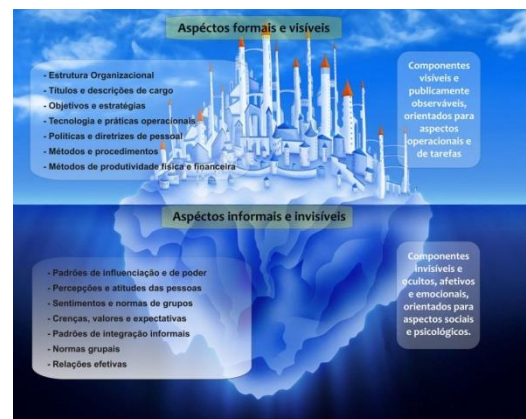 Aspéctos formais e visíveis
- Estrutura Organizacional
- Títulos e descrições de cargo
- Objetivos e estratégias
- Tecnologia e práticas operacionais
- Políticas e diretrizes de pessoal
- Métodos e procedimentos
- Métodos de produtividade física e financeira
Componentes
visíveis e
publicamente
observáveis,
orientados para
aspectos
operacionais e
de tarefas
Aspéctos informais e invisíveis
- Padrões de influenciação e de poder
- Percepções e atitudes das pessoas
- Sentimentos e normas de grupos
- Crenças, valores e expectativas
- Padrões de integração informais
- Normas grupais
- Relações efetivas
Componentes
invisíveis e
ocultos, afetivos
e emocionais,
orientados para
aspectos sociais
e psicológicos.